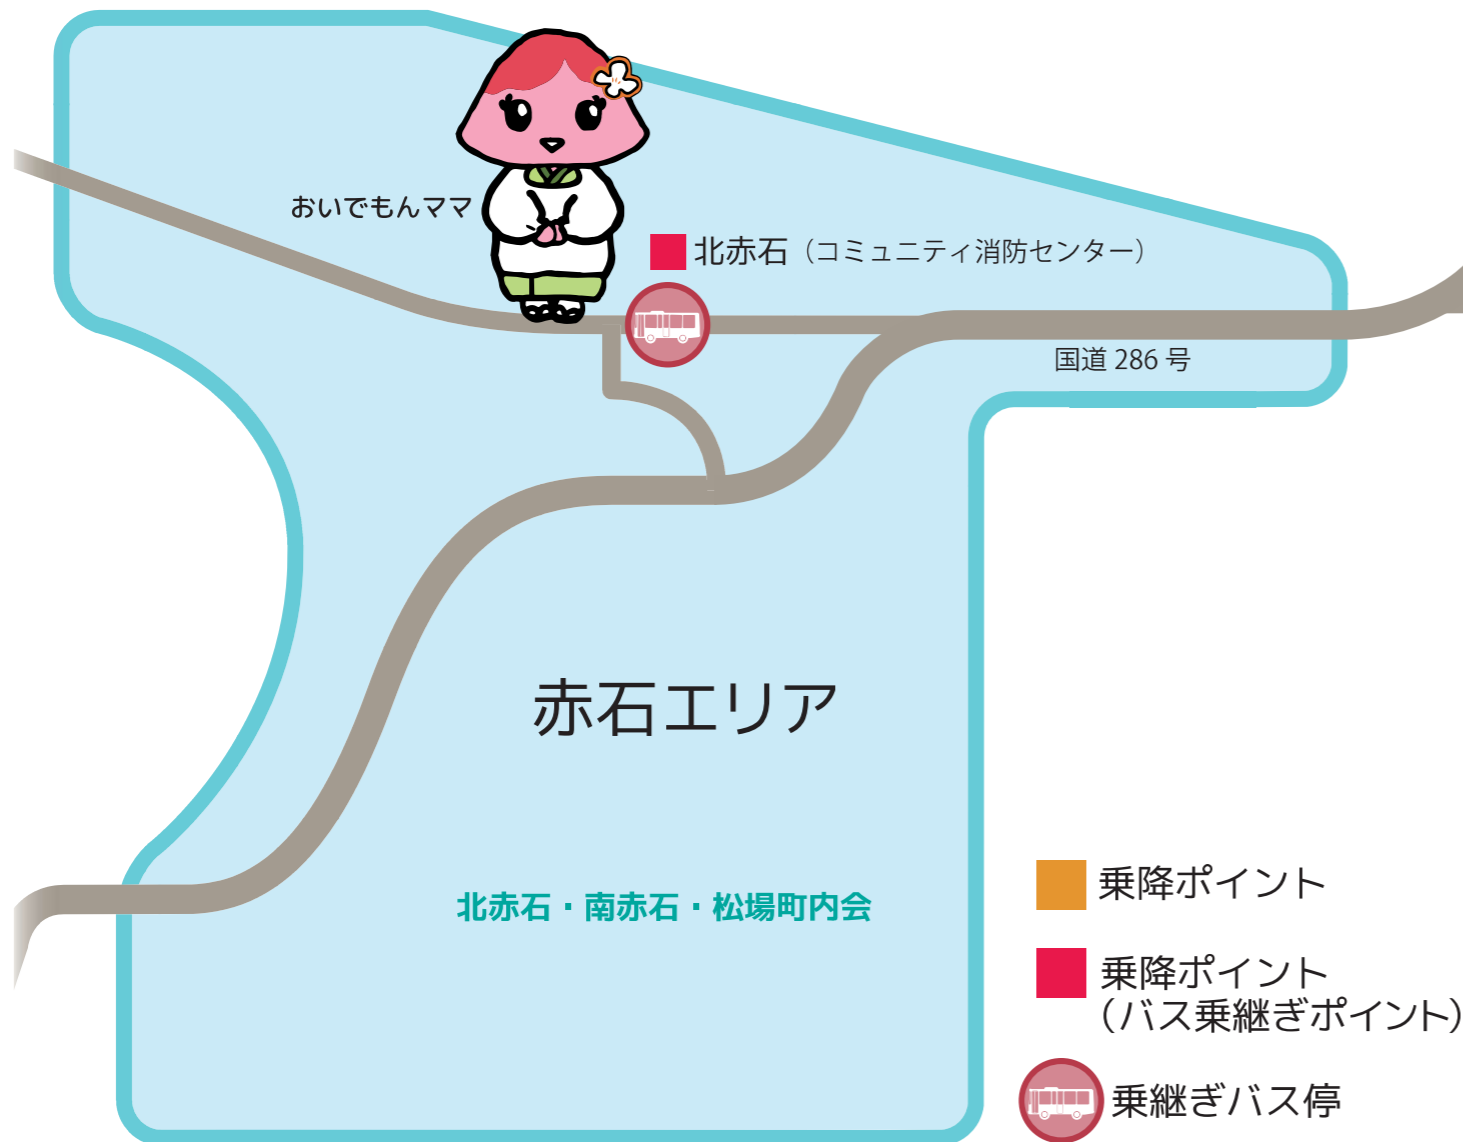 おいでもんママ
北赤石（コミュニティ消防センター）
国道 286 号
赤石エリア
北赤石・南赤石・松場町内会
乗降ポイント
乗降ポイント
（バス乗継ぎポイント）
乗継ぎバス停